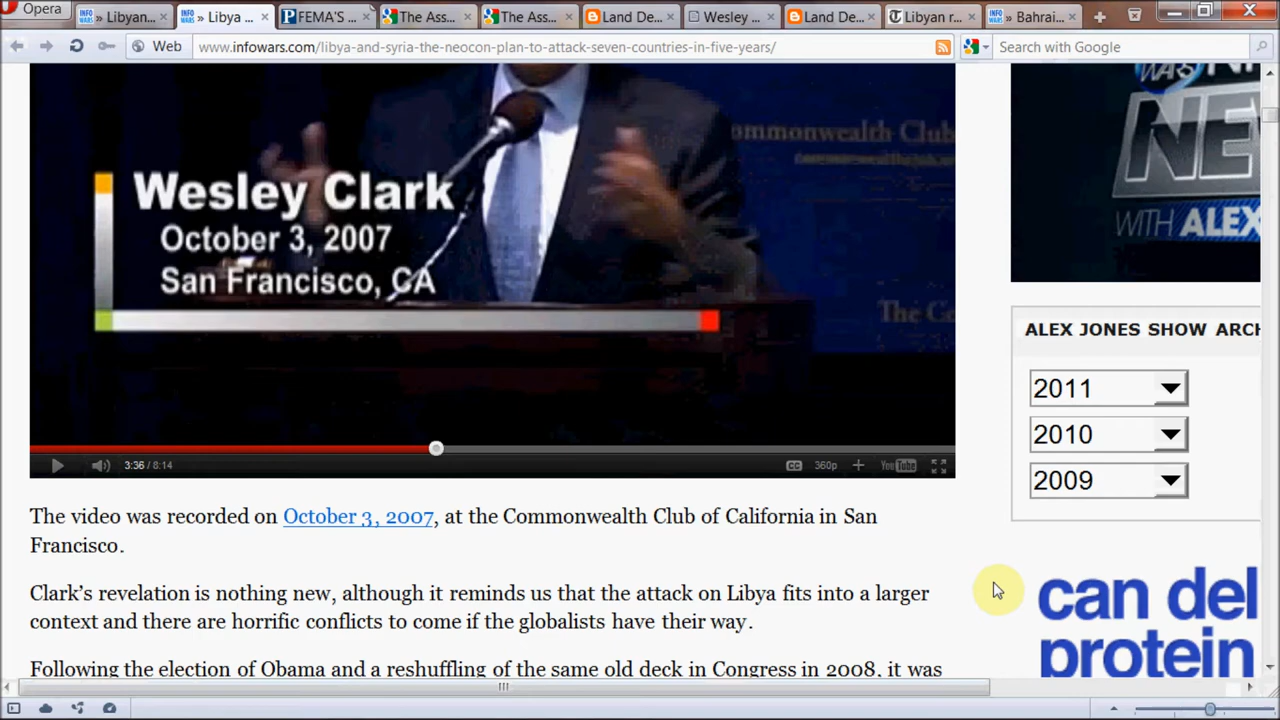 Opera
» Libyan...
» Libya ...
FEMA'S ...
The Ass...
The Ass...
Land De...
Wesley ...
Land De...
Libyan r...
» Bahrai...
Web
www.infowars.com/libya-and-syria-the-neocon-plan-to-attack-seven-countries-in-five-years/
Search with Google
ommonwealth Club
Wesley Clark
October 3, 2007
San Francisco, CA
WARS
NE
WITH ALEX
ALEX JONES SHOW ARCH
2011
2010
2009
3:36 / 8:14
CC
360p
YouTube
The video was recorded on October 3, 2007, at the Commonwealth Club of California in San
Francisco.
Clark’s revelation is nothing new, although it reminds us that the attack on Libya fits into a larger
context and there are horrific conflicts to come if the globalists have their way.
Following the election of Obama and a reshuffling of the same old deck in Congress in 2008, it was
can del
protein